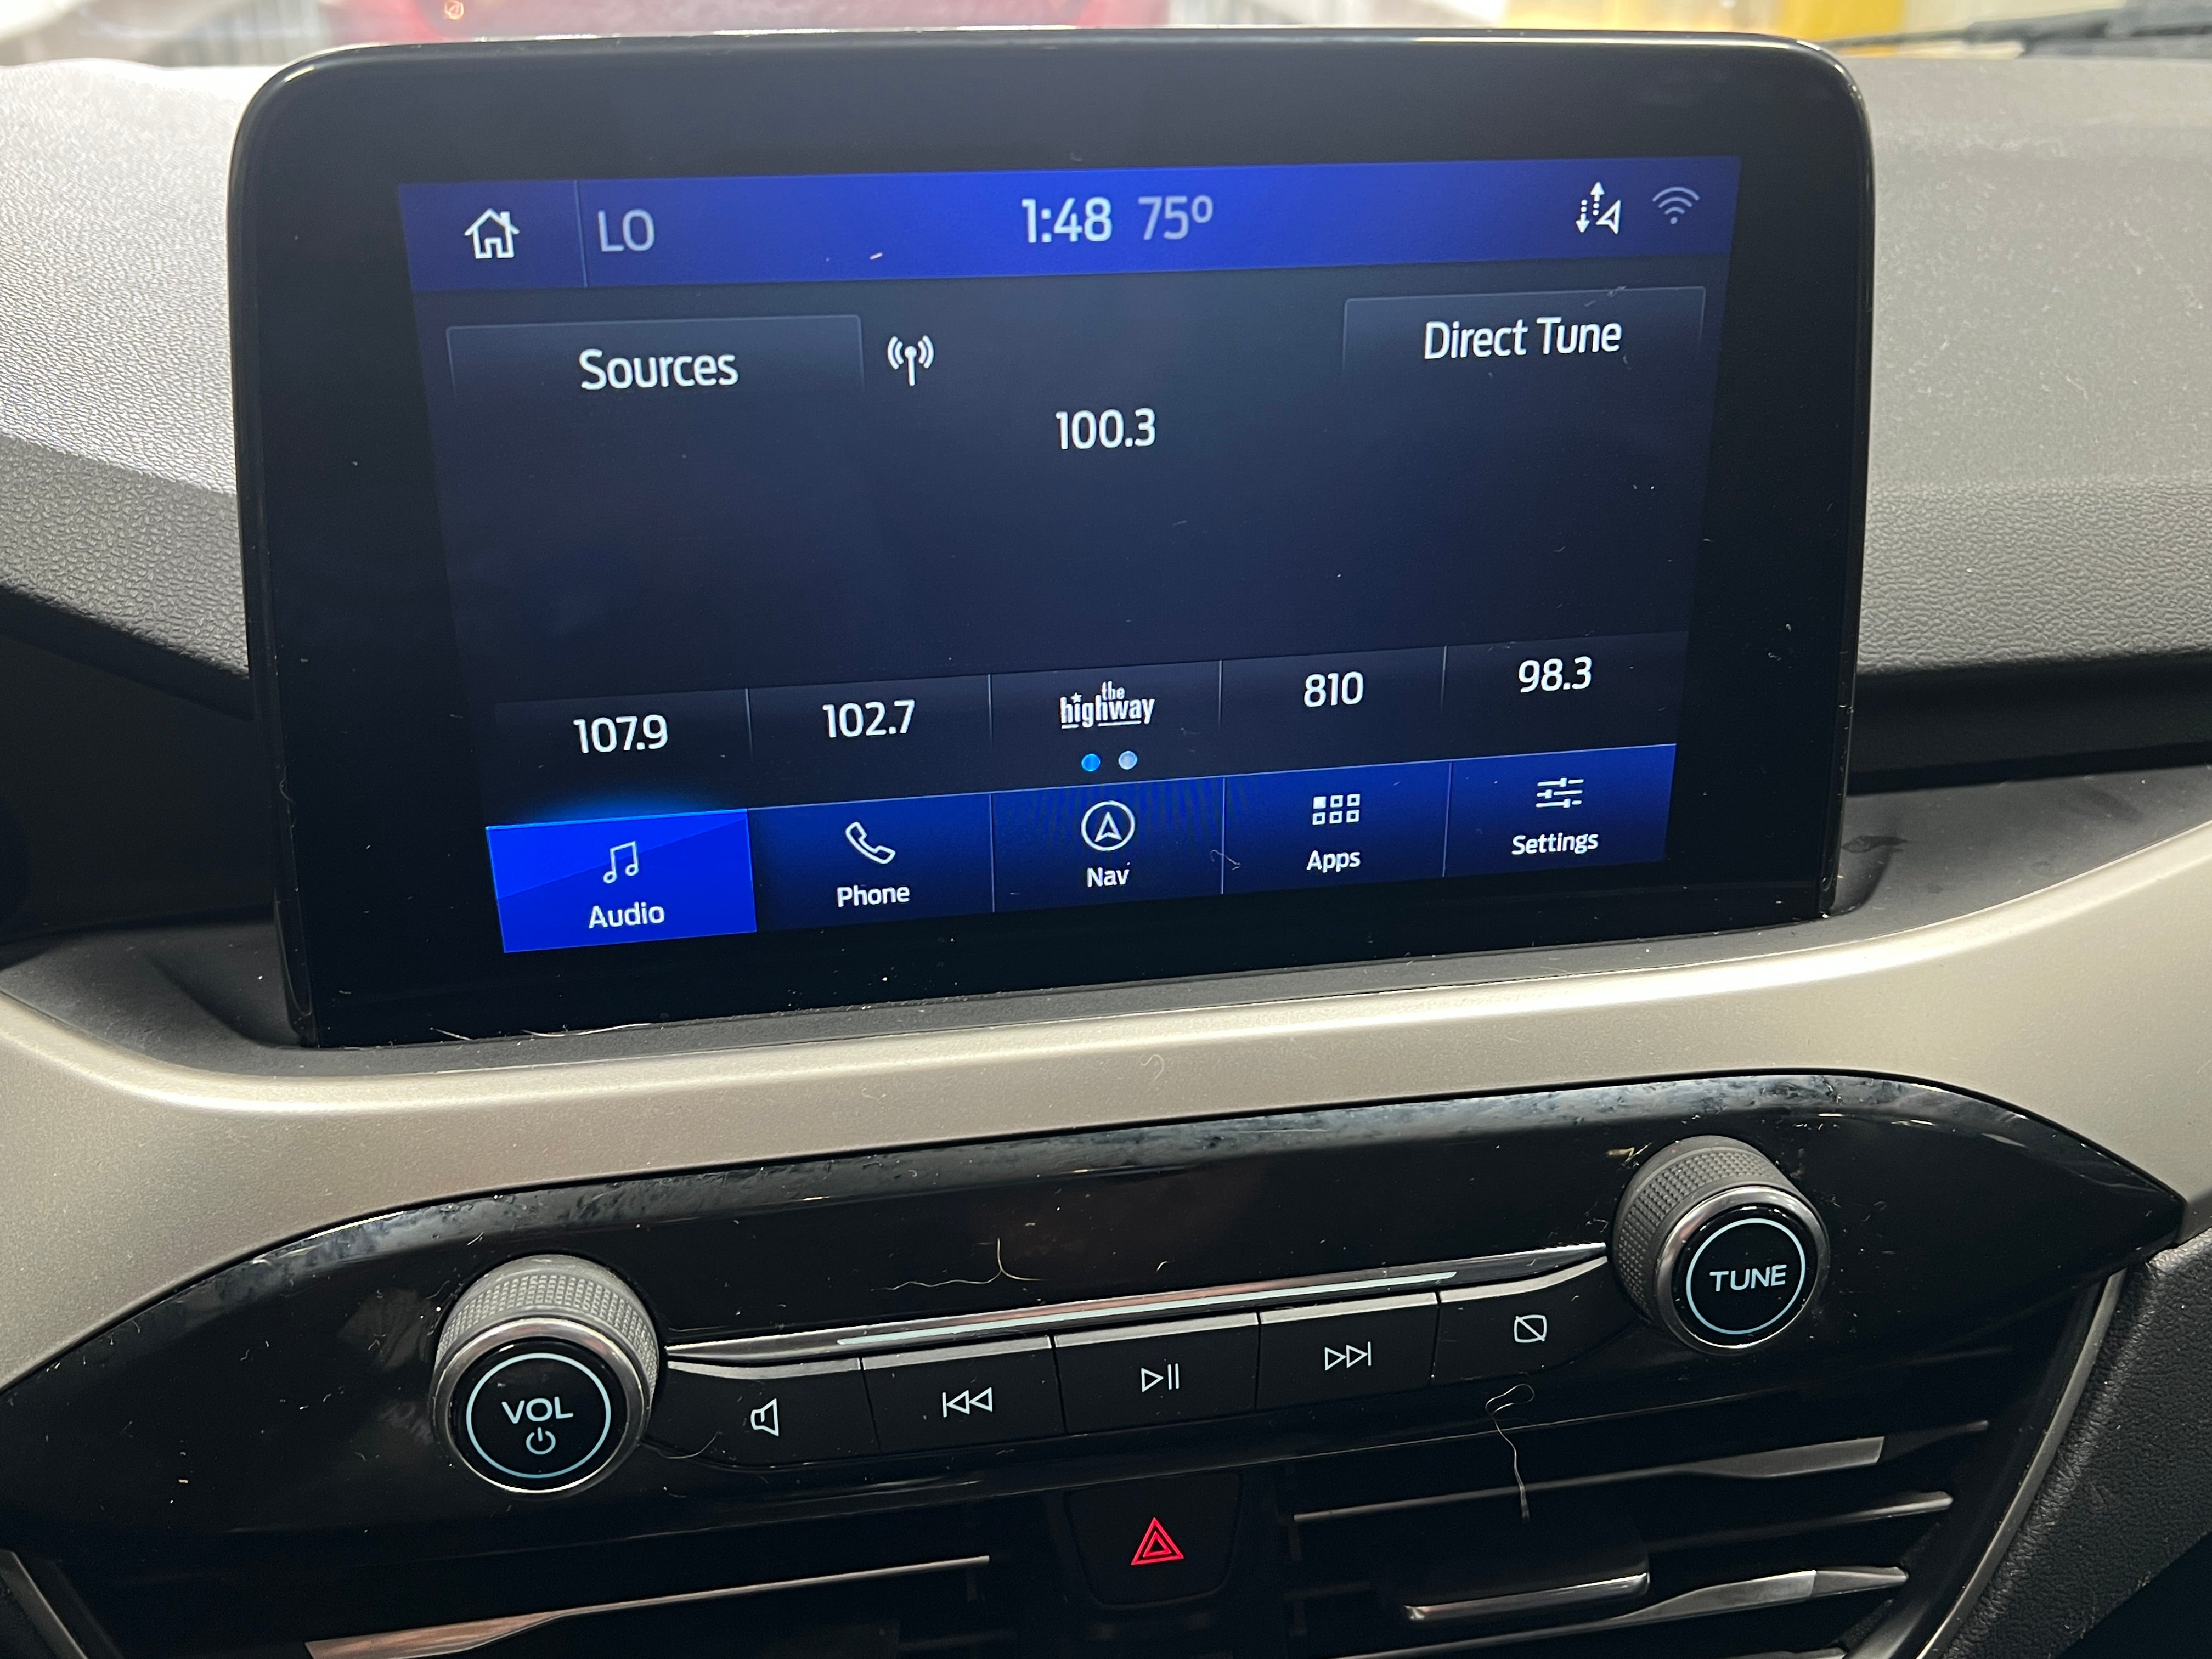 LO
1:48 75°
Sources
Direct Tune
100.3
107.9
102.7
the
highway
810
98.3
Audio
Phone
Nav
Apps
Settings
VOL
TUNE